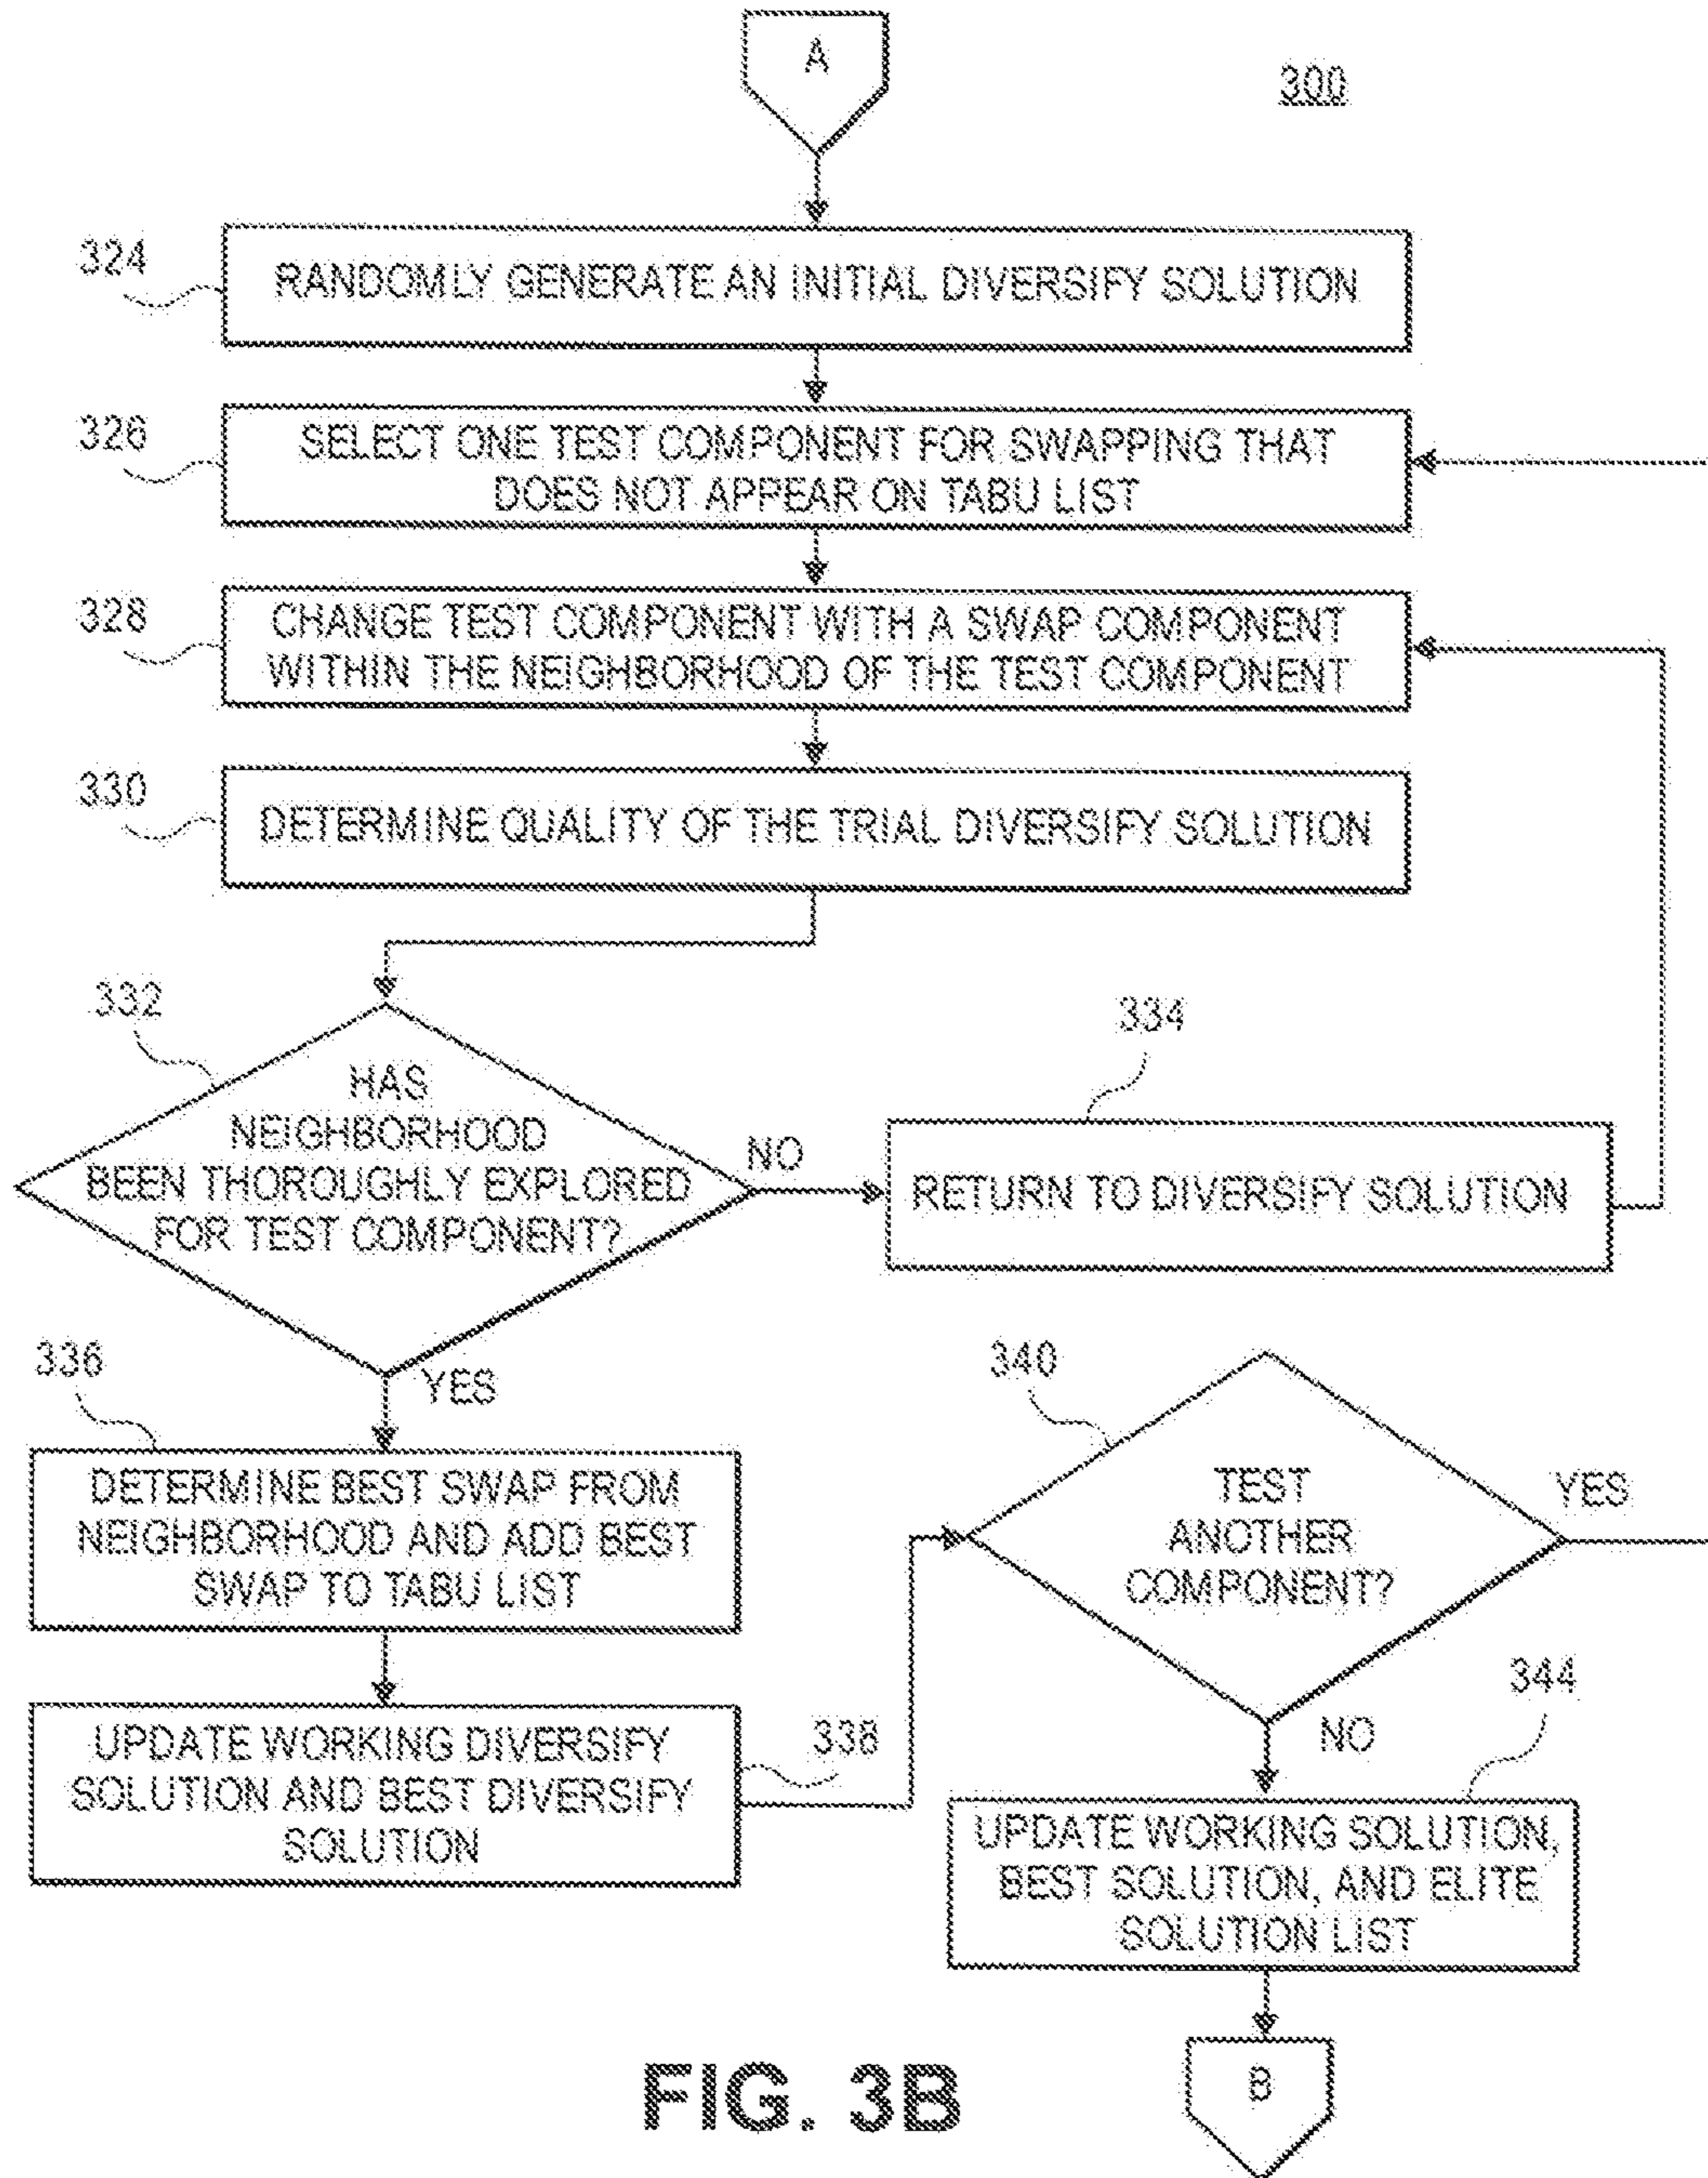 A
300
324
RANDOMLY GENERATE AN INITIAL DIVERSIFY SOLUTION
326
SELECT ONE TEST COMPONENT FOR SWAPPING THAT
DOES NOT APPEAR ON TABU LIST
328
CHANGE TEST COMPONENT WITH A SWAP COMPONENT
WITHIN THE NEIGHBORHOOD OF THE TEST COMPONENT
330
DETERMINE QUALITY OF THE TRIAL DIVERSIFY SOLUTION
332
HAS
NEIGHBORHOOD
BEEN THOROUGHLY EXPLORED
FOR TEST COMPONENT?
NO
334
RETURN TO DIVERSIFY SOLUTION
YES
336
DETERMINE BEST SWAP FROM
NEIGHBORHOOD AND ADD BEST
SWAP TO TABU LIST
338
UPDATE WORKING DIVERSIFY
SOLUTION AND BEST DIVERSIFY
SOLUTION
340
TEST
ANOTHER
COMPONENT?
YES
NO
344
UPDATE WORKING SOLUTION,
BEST SOLUTION, AND ELITE
SOLUTION LIST
B
FIG. 3B